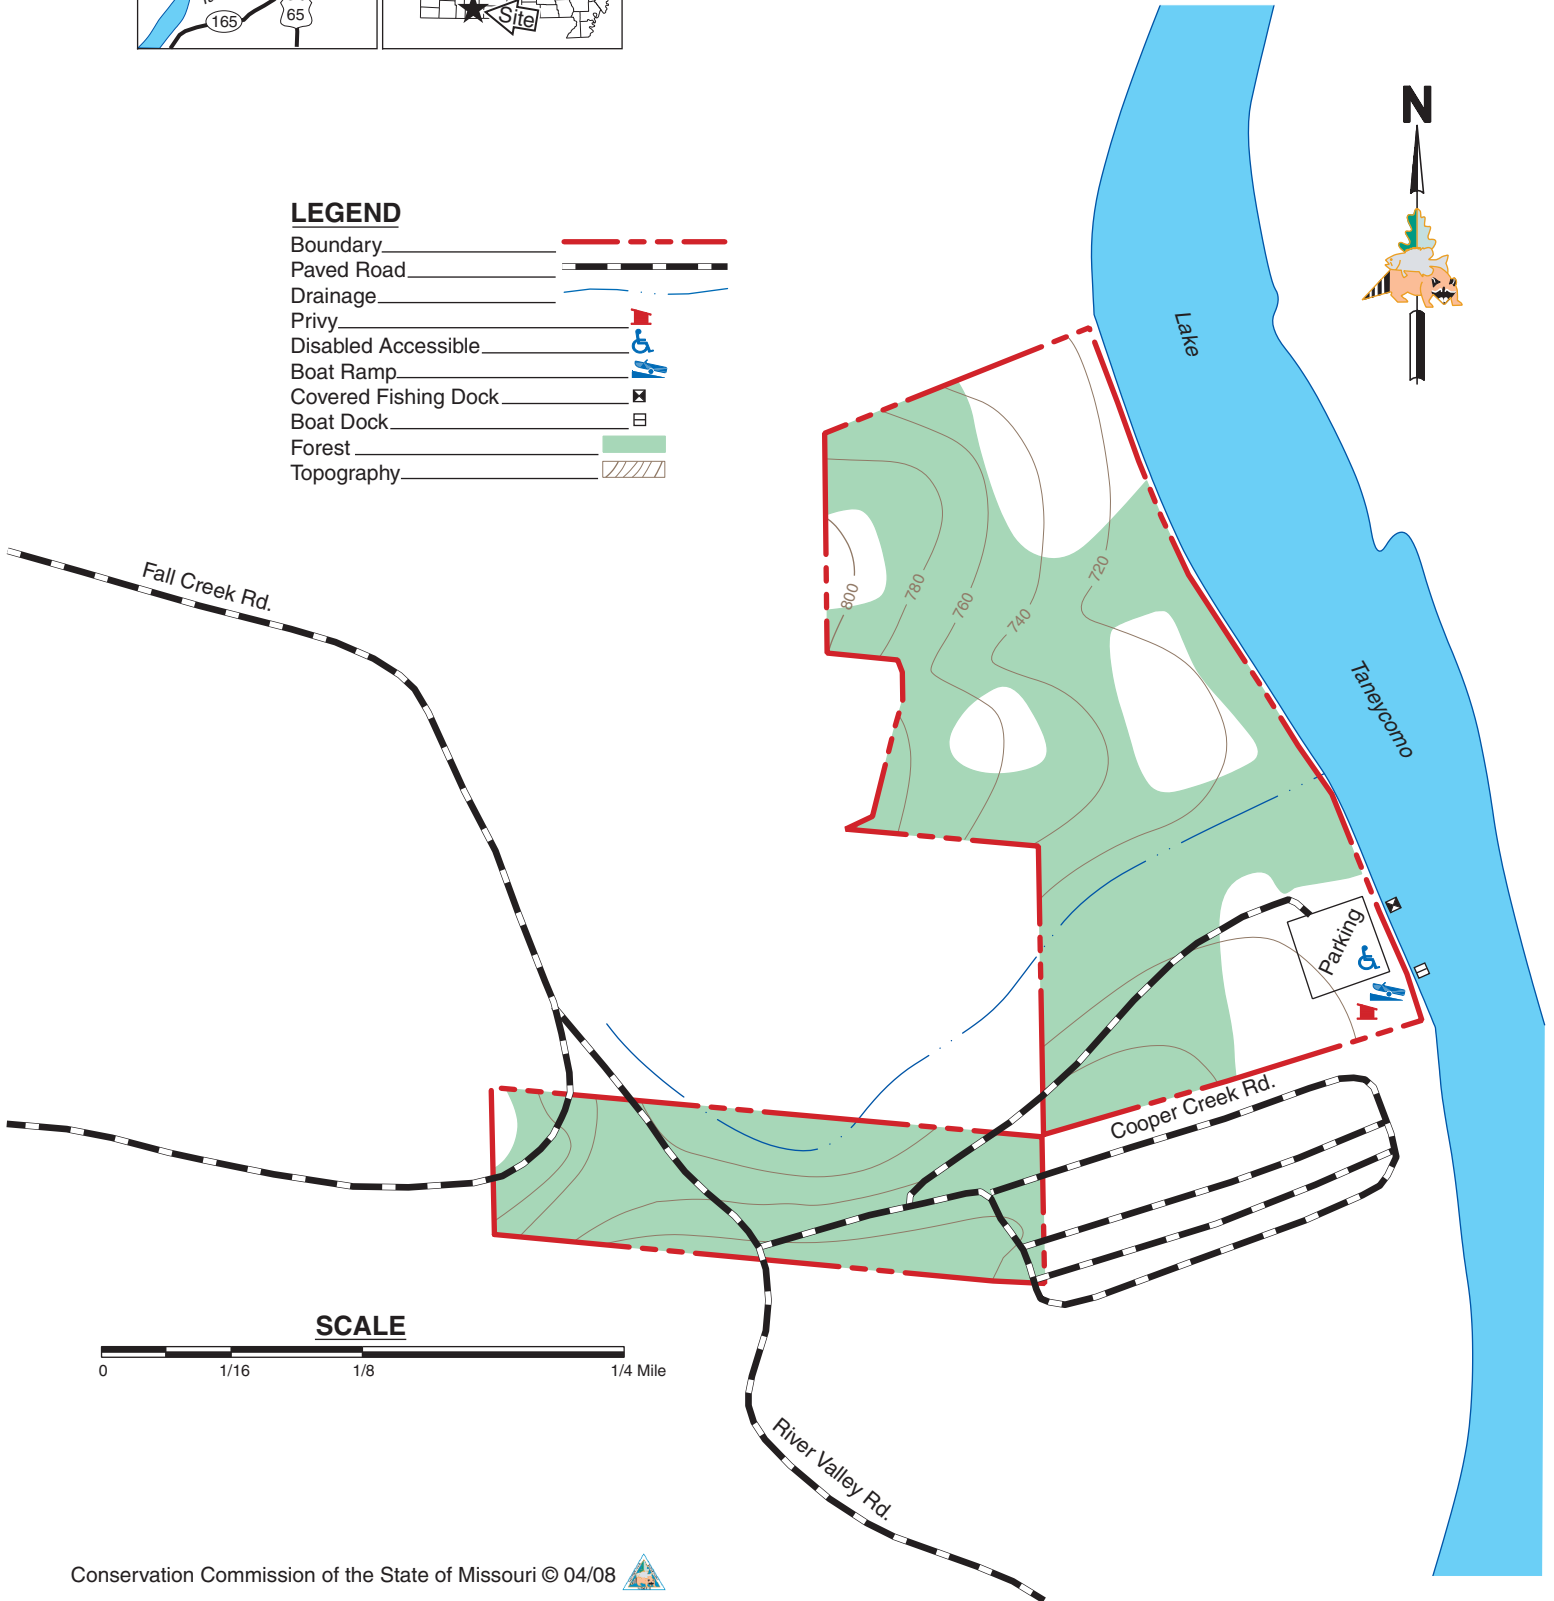 165
65
Site
N
LEGEND
Boundary
Paved Road
Drainage
Privy
Disabled Accessible
Boat Ramp
Covered Fishing Dock
Boat Dock
Forest
Topography
Lake
Taneycomo
Fall Creek Rd.
800
780
760
740
720
Parking
Cooper Creek Rd.
River Valley Rd.
SCALE
0 1/16 1/8 1/4 Mile
Conservation Commission of the State of Missouri © 04/08